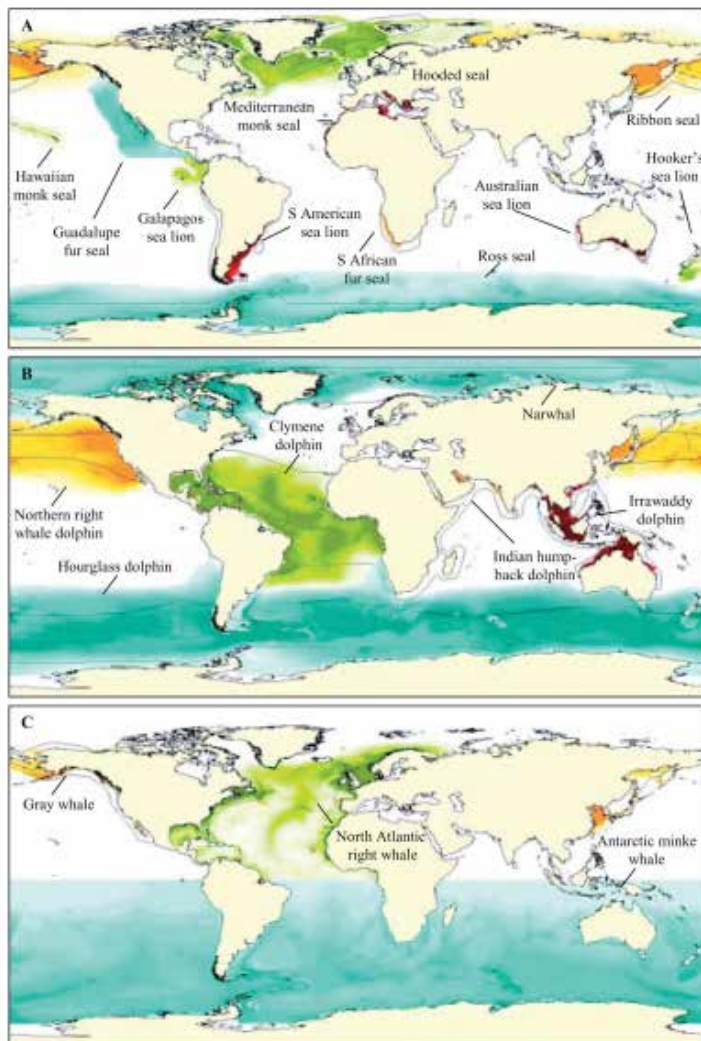 A
Hooded seal
Mediterranean
monk seal
Ribbon seal
Hawaiian
monk seal
Guadalupe
fur seal
Galapagos
sea lion
S American
sea lion
S African
fur seal
Ross seal
Australian
sea lion
Hooker's
sea lion
B
Narwhal
Clymene
dolphin
Northern right
whale dolphin
Irrawaddy
dolphin
Indian hump-
back dolphin
Hourglass dolphin
C
Gray whale
North Atlantic
right whale
Antarctic minke
whale